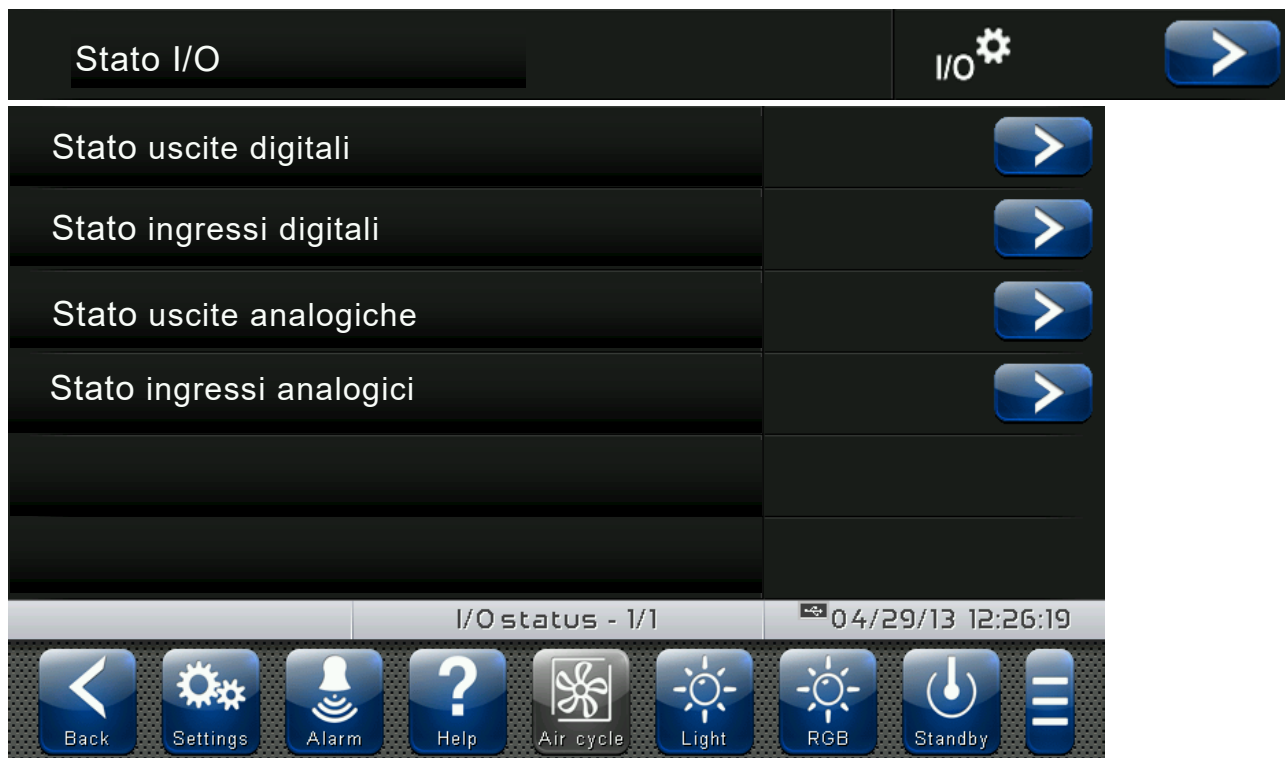 Stato I/O
I/O
Stato uscite digitali
Stato ingressi digitali
Stato uscite analogiche
Stato ingressi analogici
I/O status - 1/1
04/29/13 12:26:19
Back
Settings
Alarm
Help
Air cycle
Light
RGB
Standby